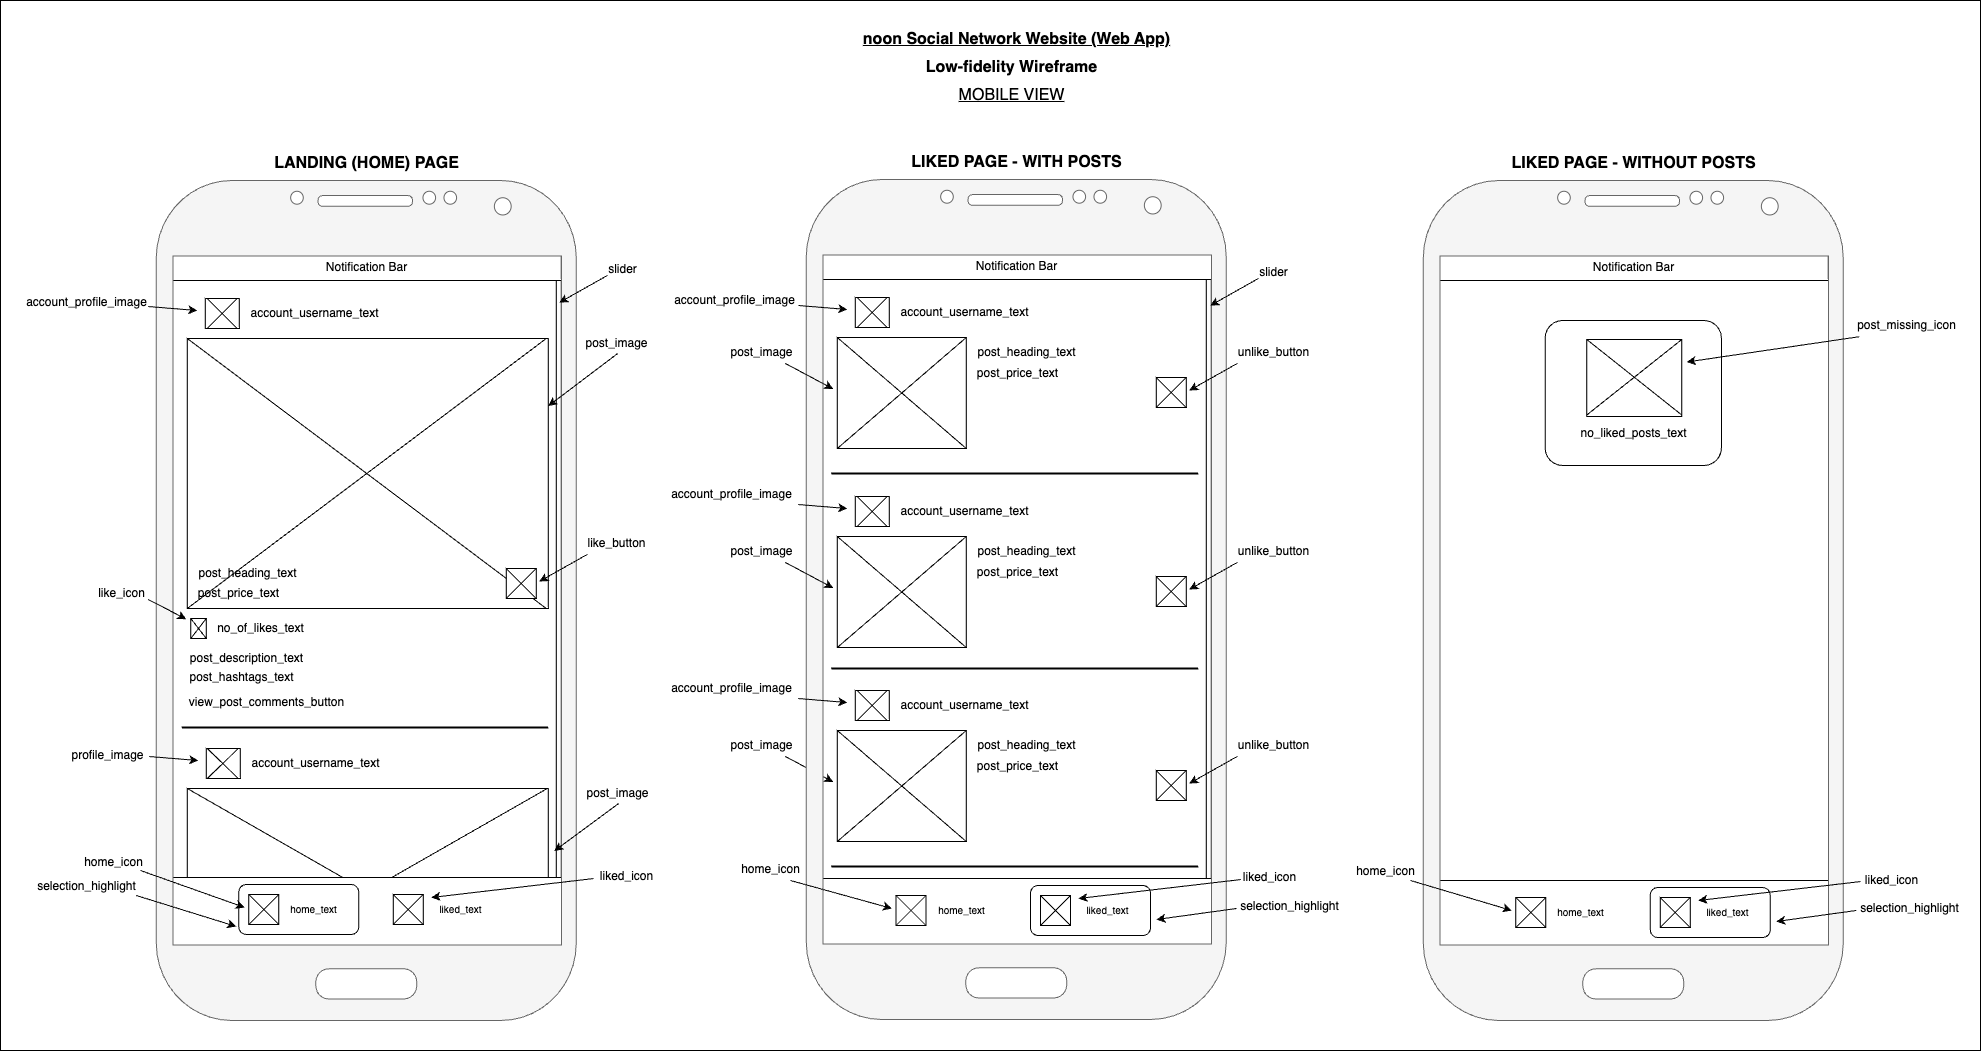 noon Social Network Website (Web App)
Low-fidelity Wireframe
MOBILE VIEW
LANDING (HOME) PAGE
Notification Bar
slider
account_profile_image
account_username_text
post_image
like_button
post_heading_text
post_price_text
like_icon
no_of_likes_text
post_description_text
post_hashtags_text
view_post_comments_button
profile_image
account_username_text
post_image
home_icon
selection_highlight
liked_icon
home_text
liked_text
LIKED PAGE - WITH POSTS
Notification Bar
slider
account_profile_image
account_username_text
post_image
post_heading_text
post_price_text
unlike_button
account_profile_image
account_username_text
post_image
post_heading_text
post_price_text
unlike_button
account_profile_image
account_username_text
post_image
post_heading_text
post_price_text
unlike_button
home_icon
liked_icon
selection_highlight
home_text
liked_text
LIKED PAGE - WITHOUT POSTS
Notification Bar
post_missing_icon
no_liked_posts_text
home_icon
liked_icon
selection_highlight
home_text
liked_text